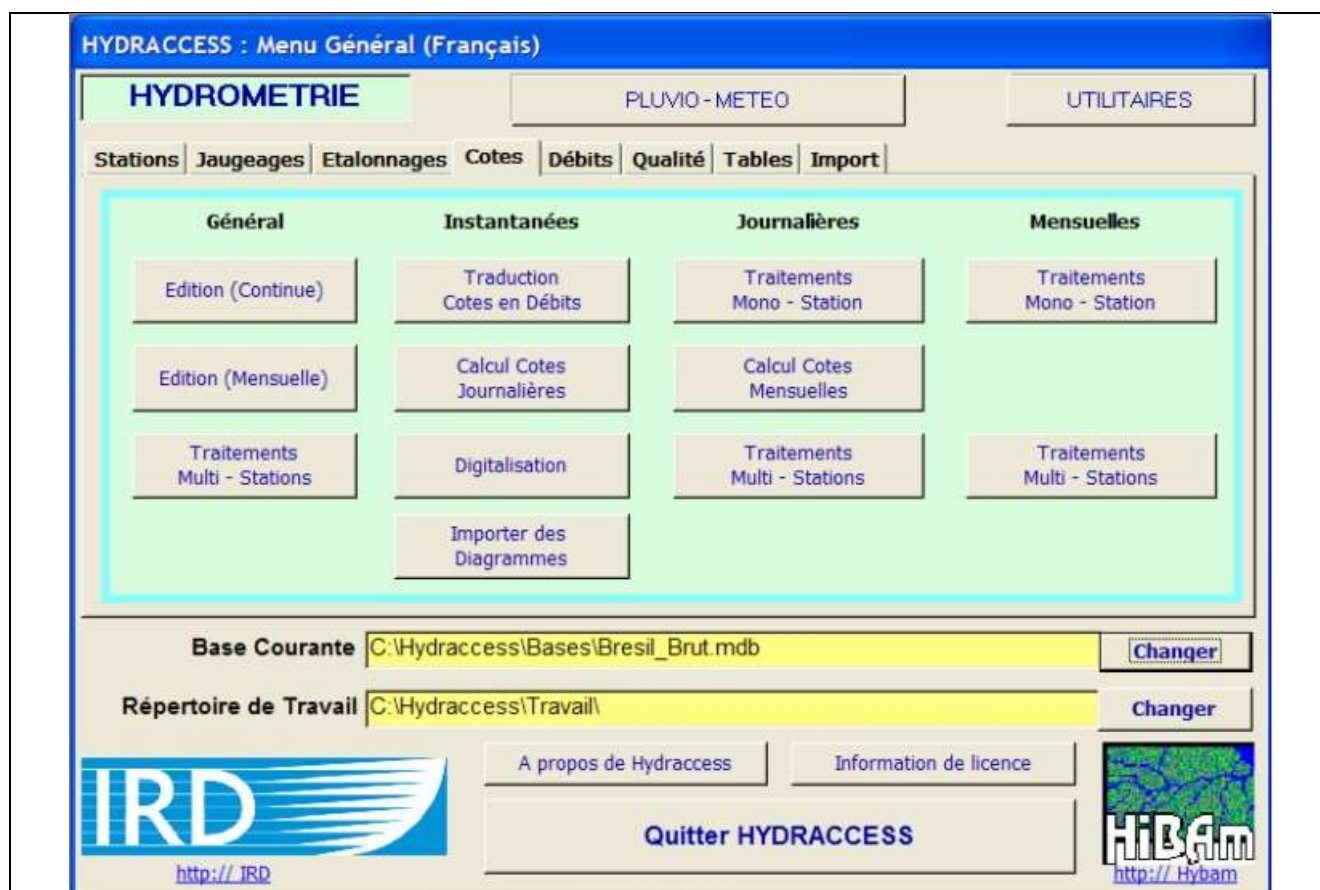 HYDRACCESS : Menu Général (Français)
HYDROMETRIE
PLUVIO - METEO
UTILITAIRES
Stations Jaugeages Etalonnages Cotes Débits Qualité Tables Import
Général Instantanées Journalières Mensuelles
Edition (Continue)
Traduction
Cotes en Débits
Traitements
Mono - Station
Traitements
Mono - Station
Edition (Mensuelle)
Calcul Cotes
Journalières
Calcul Cotes
Mensuelles
Traitements
Multi - Stations
Digitalisation
Traitements
Multi - Stations
Traitements
Multi - Stations
Importer des
Diagrammes
Base Courante C:\Hydraccess\Bases\Bresil_Brut.mdb Changer
Répertoire de Travail C:\Hydraccess\Travail\ Changer
A propos de Hydraccess
Information de licence
IRD
Quitter HYDRACCESS
HiBAm
http:// IRD
http:// Hybam